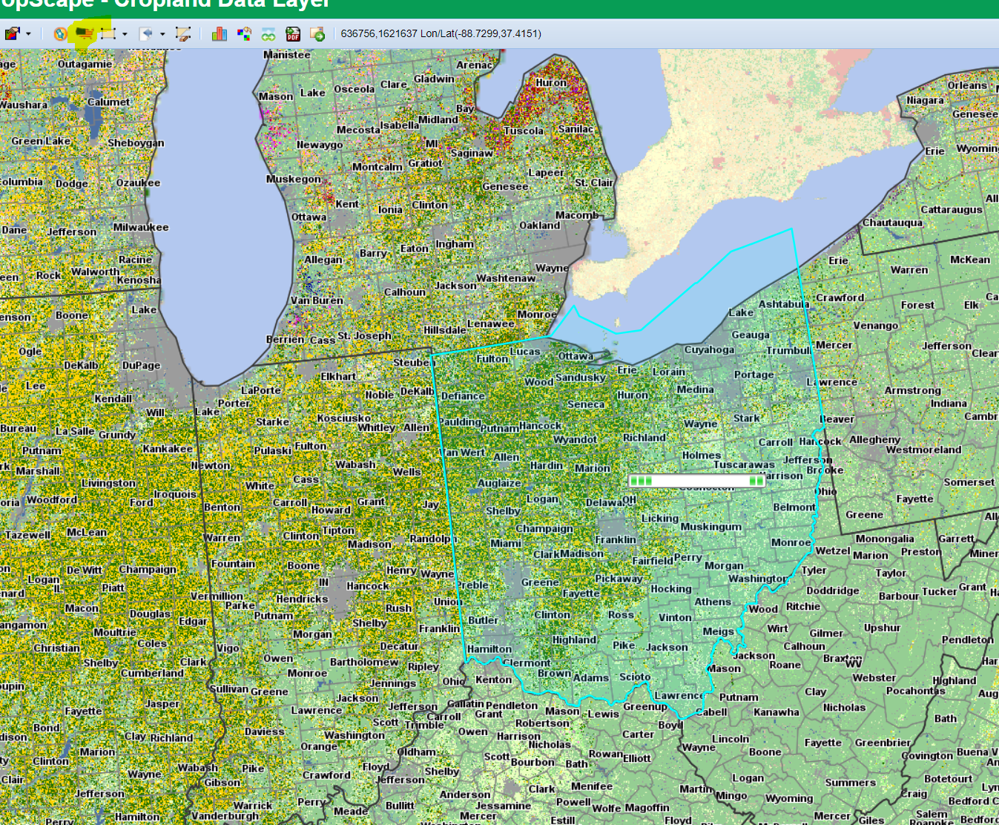 opScape - Cropland Data Layer
636756,1621637 Lon/Lat(-88.7299,37.4151)
Manistee
Outagamie
Arenac
Gladwin
Huron
Orleans
Clare
Osceola
Lake
Mason
Calumet
Waushara
Niagara
Bay
Genesee
Midland
Isabella
Mecosta
Tuscola
Sanilac
Green Lake
Sheboygan
Newaygo
MI
Saginaw
Erie
Wyoming
Gratiot
Montcalm
Lapeer
Columbia
Dodge
Ozaukee
Muskegon
Genesee
St. Clair
Kent
Clinton
Ionia
Cattaraugus
Ottawa
Macomb
Oakland
Chautauqua
Dane
Jefferson
Milwaukee
Ingham
Eaton
Barry
Allegan
Racine
Erie
McKean
Rock
Walworth
Kenosha
Wayne
Washtenaw
Warren
Jackson
Calhoun
Van Buren
Crawford
Lake
Boone
Ashtabula
Forest
Elk
Lake
Monroe
Lenawee
Hillsdale
Venango
Berrien
Cass
St. Joseph
Geauga
Mercer
Jefferson
Ogle
Lucas
Fulton
Ottawa
Cuyahoga
Trumbull
DeKalb
DuPage
Steuben
Erie
Lorain
Portage
Elkhart
Wood
Sandusky
Lawrence
Lee
LaPorte
Noble
DeKalb
Defiance
Huron
Medina
Armstrong
Kendall
Porter
Seneca
Indiana
Will
Lake
Starke
Kosciusko
Whitley
Allen
Paulding
Putnam
Hancock
Wayne
Stark
Beaver
Bureau
La Salle
Grundy
Wyandot
Richland
Carroll
Hancock
Allegheny
Westmoreland
Putnam
Kankakee
Pulaski
Fulton
Van Wert
Allen
Holmes
Jefferson
Marshall
Newton
Wabash
Wells
Hardin
Marion
Tuscarawas
Harrison
Brooke
Livingston
White
Cass
Auglaize
Coshocton
Somerset
Woodford
Iroquois
Ford
Benton
Carroll
Howard
Grant
Jay
Logan
Shelby
Delaware
OH
Ohio
Fayette
Belmont
Greene
Licking
Muskingum
Tazewell
McLean
Warren
Clinton
Tipton
Madison
Randolph
Champaign
Miami
Franklin
Monroe
Monongalia
Garrett
Clark
Madison
Fairfield
Perry
Wetzel
Marion
Preston
De Witt
Champaign
Fountain
Boone
Morgan
Henry
Wayne
Logan
IL
Piatt
IN
Hancock
Preble
Greene
Pickaway
Washington
Tyler
Taylor
Hocking
Doddridge
Barbour
Tucker
Grant
Vermillion
Parke
Hendricks
Fayette
Union
Athens
Macon
Douglas
Edgar
Putnam
Rush
Butler
Clinton
Ross
Vinton
Wood
Ritchie
Shelby
Franklin
Moultrie
Morgan
Meigs
Wirt
Gilmer
Upshur
Christian
Coles
Vigo
Decatur
Hamilton
Highland
Pike
Jackson
Calhoun
Pendleton
Shelby
Clark
Owen
Bartholomew
Ripley
Clermont
Jackson
Braxton
WV
Roane
Mason
Cumberland
Monroe
Brown
Adams
Scioto
Webster
Highland
Jennings
Ohio
Kenton
Sullivan
Greene
Lawrence
Pocahontas
Clay
Jasper
Jackson
Gallatin
Pendleton
Putnam
Fayette
Lawrence
Jefferson
Mason
Lewis
Greenup
Cabell
Kanawha
Nicholas
Bath
Carroll
Grant
Robertson
Boyd
Scott
Trimble
Bond
Daviess
Washington
Owen
Harrison
Carter
Clay
Richland
Nicholas
Lincoln
Orange
Wayne
Fayette
Greenbrier
Marion
Oldham
Scott
Bourbon
Bath
Rowan
Elliott
Boone
Covington
Clinton
Wabash
Pike
Floyd
Shelby
Wayne
Crawford
Jefferson
Logan
Botetourt
Clair
Gibson
Clark
Menifee
Martin
Summers
Jefferson
Anderson
Powell
Mingo
Wyoming
Craig
Warrick
Perry
Bullitt
Jessamine
Wolfe
Magoffin
Bedford
Hamilton
Vanderburgh
Meade
Mercer
Estill
Floyd
Mercer
Giles
Salem
Roanoke
Perry